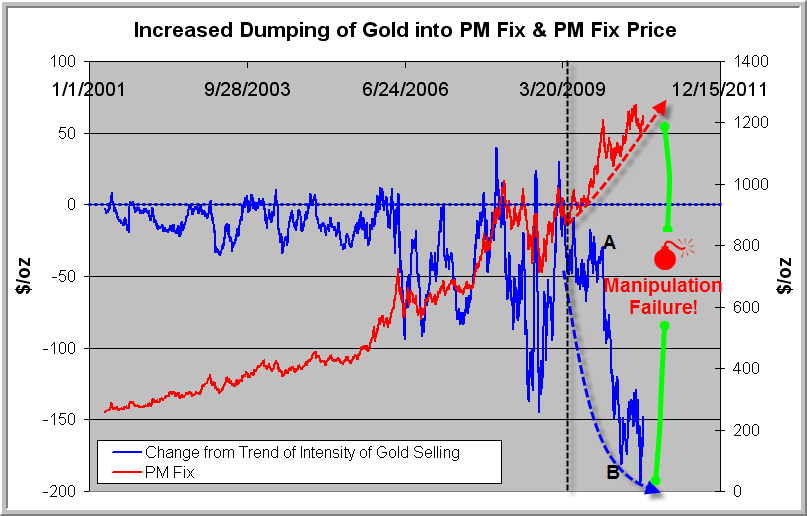 Increased Dumping of Gold into PM Fix & PM Fix Price
100
1400
1/1/2001
9/28/2003
6/24/2006
3/20/2009
12/15/2011
50
1200
0
1000
A
800
-50
Manipulation
Failure!
$/oz
$/oz
600
-100
400
-150
200
Change from Trend of Intensity of Gold Selling
PM Fix
B
-200
0